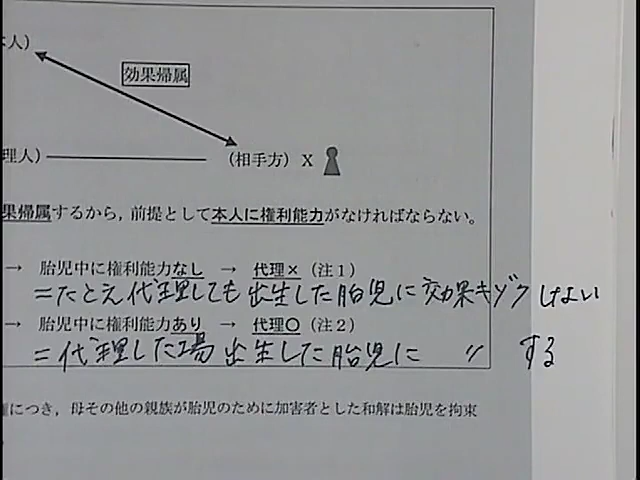 人)
効果帰属
理人)
(相手方) X
果帰属するから, 前提として本人に権利能力がなければならない。
→ 胎児中に権利能力なし → 代理× (注1)
=たとえ代理しても出生した胎児に効果キゾクしない
→ 胎児中に権利能力あり → 代理〇 (注2)
=代理した場 出生した胎児に 〃 する
につき, 母その他の親族が胎児のために加害者とした和解は胎児を拘束